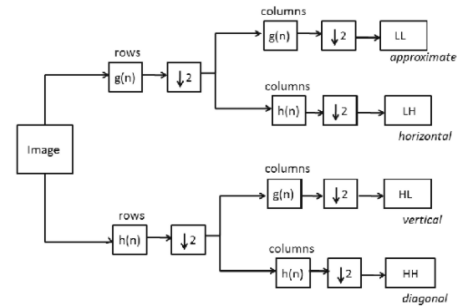 columns
g(n) ↓2 LL
approximate
rows
g(n) ↓2
columns
h(n) ↓2 LH
horizontal
Image
columns
g(n) ↓2 HL
vertical
rows
h(n) ↓2
columns
h(n) ↓2 HH
diagonal